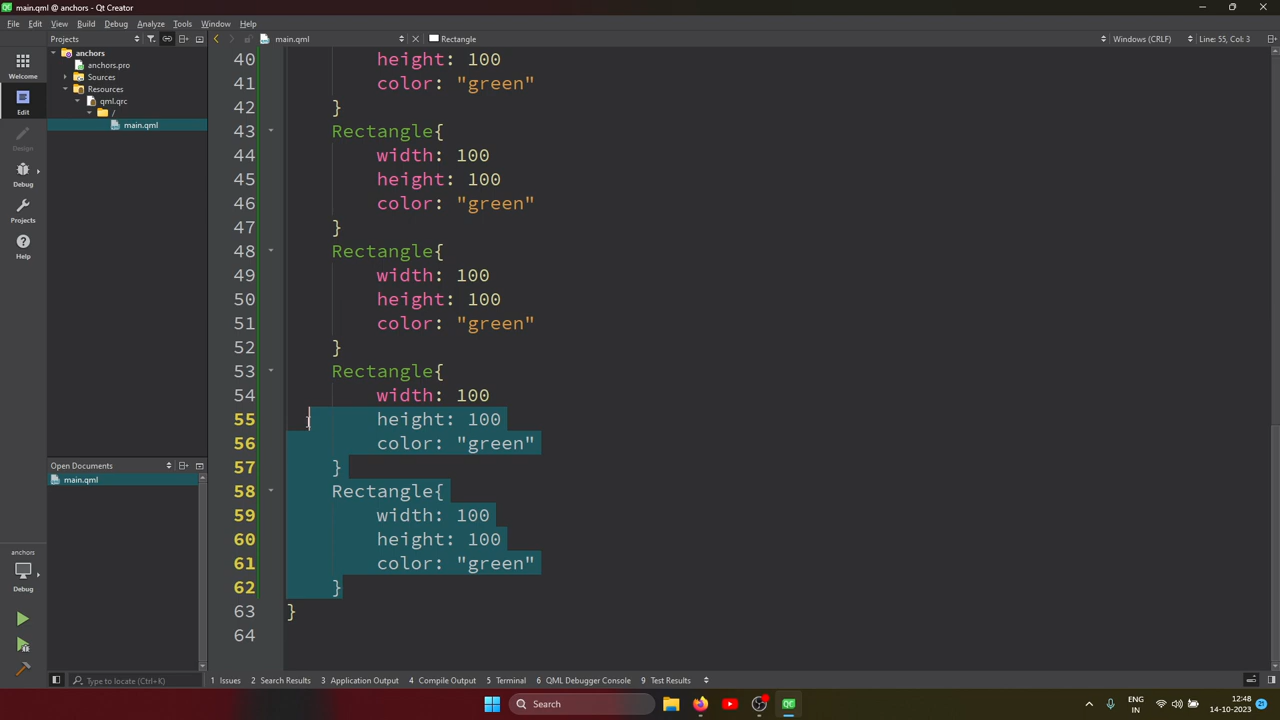 main.qml @ anchors - Qt Creator
File Edit View Build Debug Analyze Tools Window Help
Projects
main.qml
Rectangle
Windows (CRLF)
Line: 55, Col: 3
Welcome
Edit
Design
Debug
Projects
Help
anchors
anchors.pro
Sources
Resources
qml.qrc
/
main.qml
Open Documents
main.qml
40 height: 100
41 color: "green"
42 }
43 Rectangle{
44 width: 100
45 height: 100
46 color: "green"
47 }
48 Rectangle{
49 width: 100
50 height: 100
51 color: "green"
52 }
53 Rectangle{
54 width: 100
55 height: 100
56 color: "green"
57 }
58 Rectangle{
59 width: 100
60 height: 100
61 color: "green"
62 }
63 }
64
anchors
Debug
Type to locate (Ctrl+K)
1 Issues 2 Search Results 3 Application Output 4 Compile Output 5 Terminal 6 QML Debugger Console 9 Test Results
Search
QC
ENG
IN
12:48
14-10-2023
21